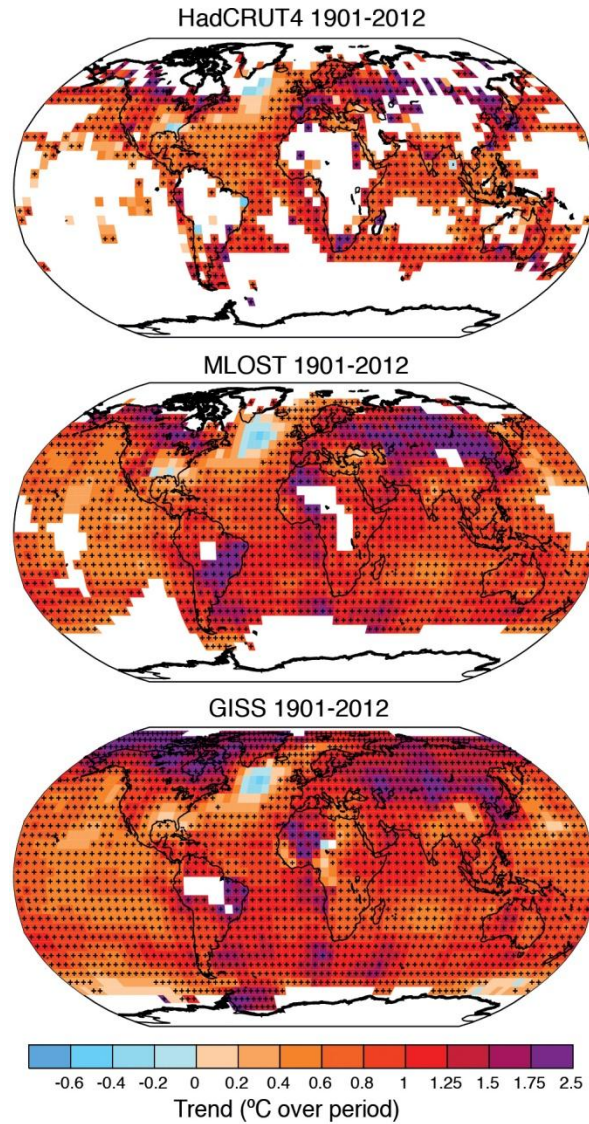 HadCRUT4 1901-2012
MLOST 1901-2012
GISS 1901-2012
-0.6 -0.4 -0.2 0 0.2 0.4 0.6 0.8 1 1.25 1.5 1.75 2.5
Trend (ºC over period)